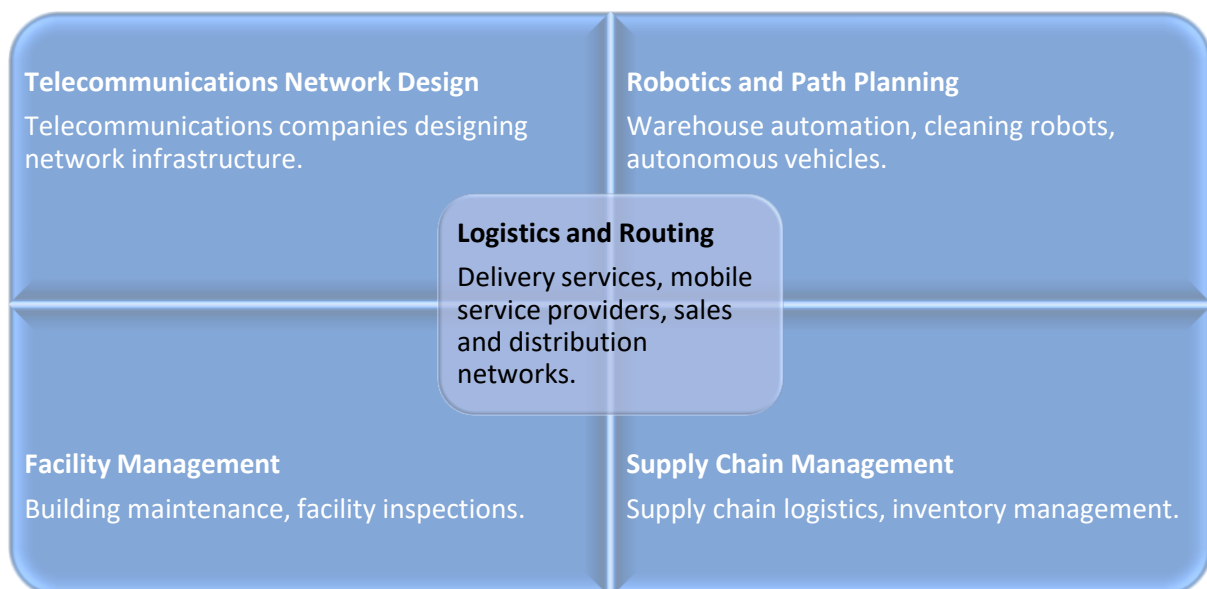 Telecommunications Network Design
Telecommunications companies designing
network infrastructure.
Robotics and Path Planning
Warehouse automation, cleaning robots,
autonomous vehicles.
Logistics and Routing
Delivery services, mobile
service providers, sales
and distribution
networks.
Facility Management
Building maintenance, facility inspections.
Supply Chain Management
Supply chain logistics, inventory management.